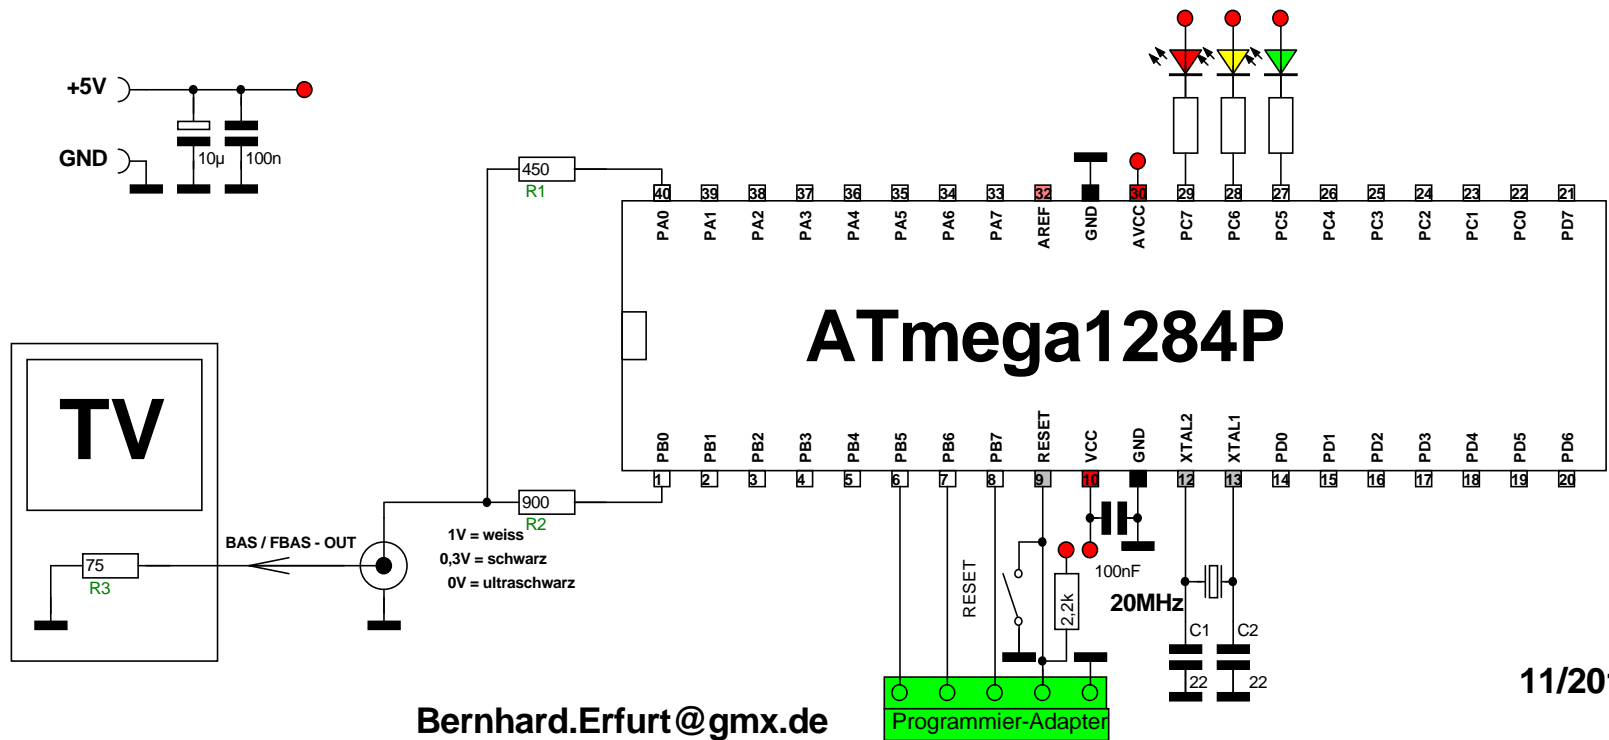 +5V
GND
10µ
100n
450
R1
40 39 38 37 36 35 34 33 32 30 29 28 27 26 25 24 23 22 21
PA0 PA1 PA2 PA3 PA4 PA5 PA6 PA7 AREF GND AVCC PC7 PC6 PC5 PC4 PC3 PC2 PC1 PC0 PD7
ATmega1284P
TV
PB0 PB1 PB2 PB3 PB4 PB5 PB6 PB7 RESET VCC GND XTAL2 XTAL1 PD0 PD1 PD2 PD3 PD4 PD5 PD6
1 2 3 4 5 6 7 8 9 10 12 13 14 15 16 17 18 19 20
900
R2
1V = weiss
0,3V = schwarz
0V = ultraschwarz
BAS / FBAS - OUT
75
R3
RESET
2,2k
100nF
20MHz
C1
22
C2
22
Programmier-Adapter
Bernhard.Erfurt@gmx.de